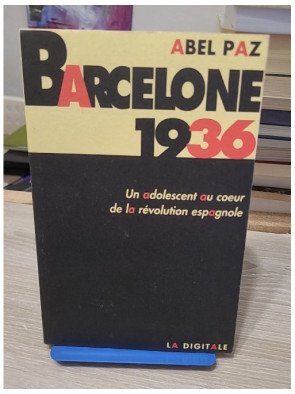 ABEL PAZ
BARCELONE
1936
Un adolescent au coeur
de la révolution espagnole
LA DIGITALE